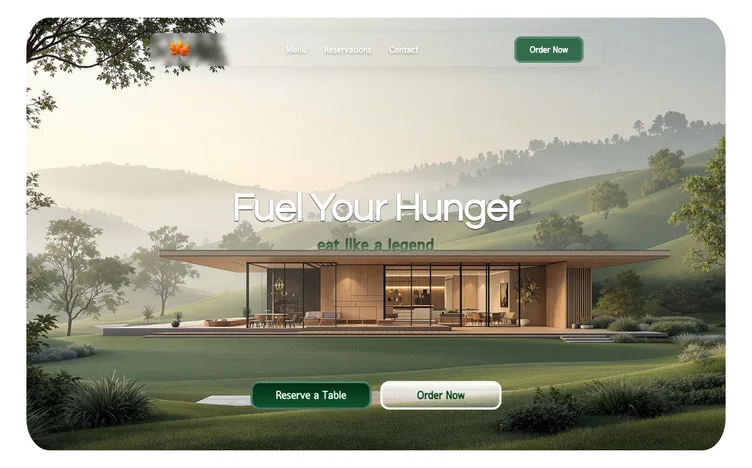 Menu Reservations Contact Order Now
Fuel Your Hunger
eat like a legend
Reserve a Table Order Now